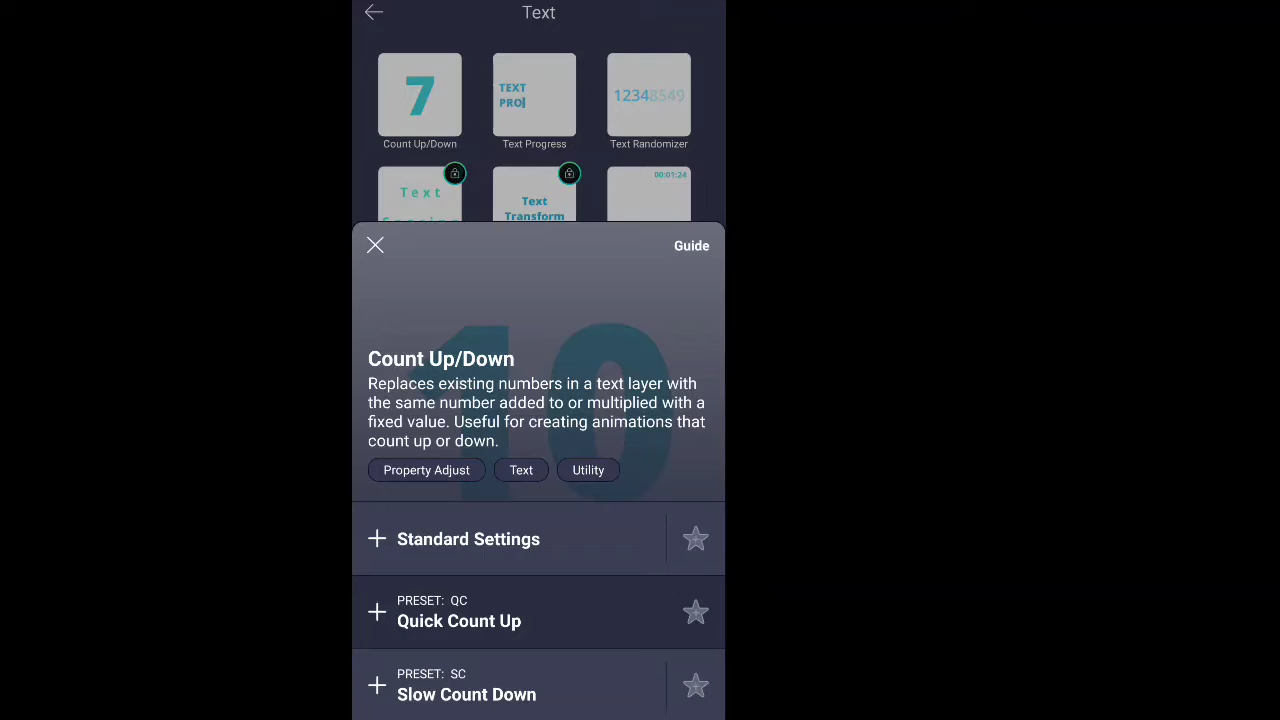 Text
7
TEXT
PRO
12348549
Count Up/Down
Text Progress
Text Randomizer
Text
Text
Transform
00:01:24
Guide
10
Count Up/Down
Replaces existing numbers in a text layer with
the same number added to or multiplied with a
fixed value. Useful for creating animations that
count up or down.
Property Adjust
Text
Utility
Standard Settings
PRESET: QC
Quick Count Up
PRESET: SC
Slow Count Down